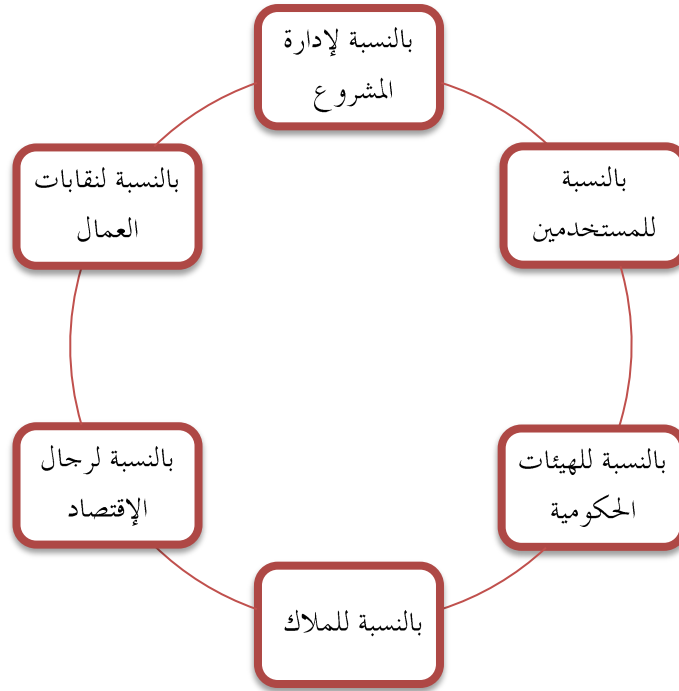 بالنسبة لإدارة
المشروع
بالنسبة
للمستخدمين
بالنسبة للهيئات
الحكومية
بالنسبة للملاك
بالنسبة لرجال
الإقتصاد
بالنسبة لنقابات
العمال